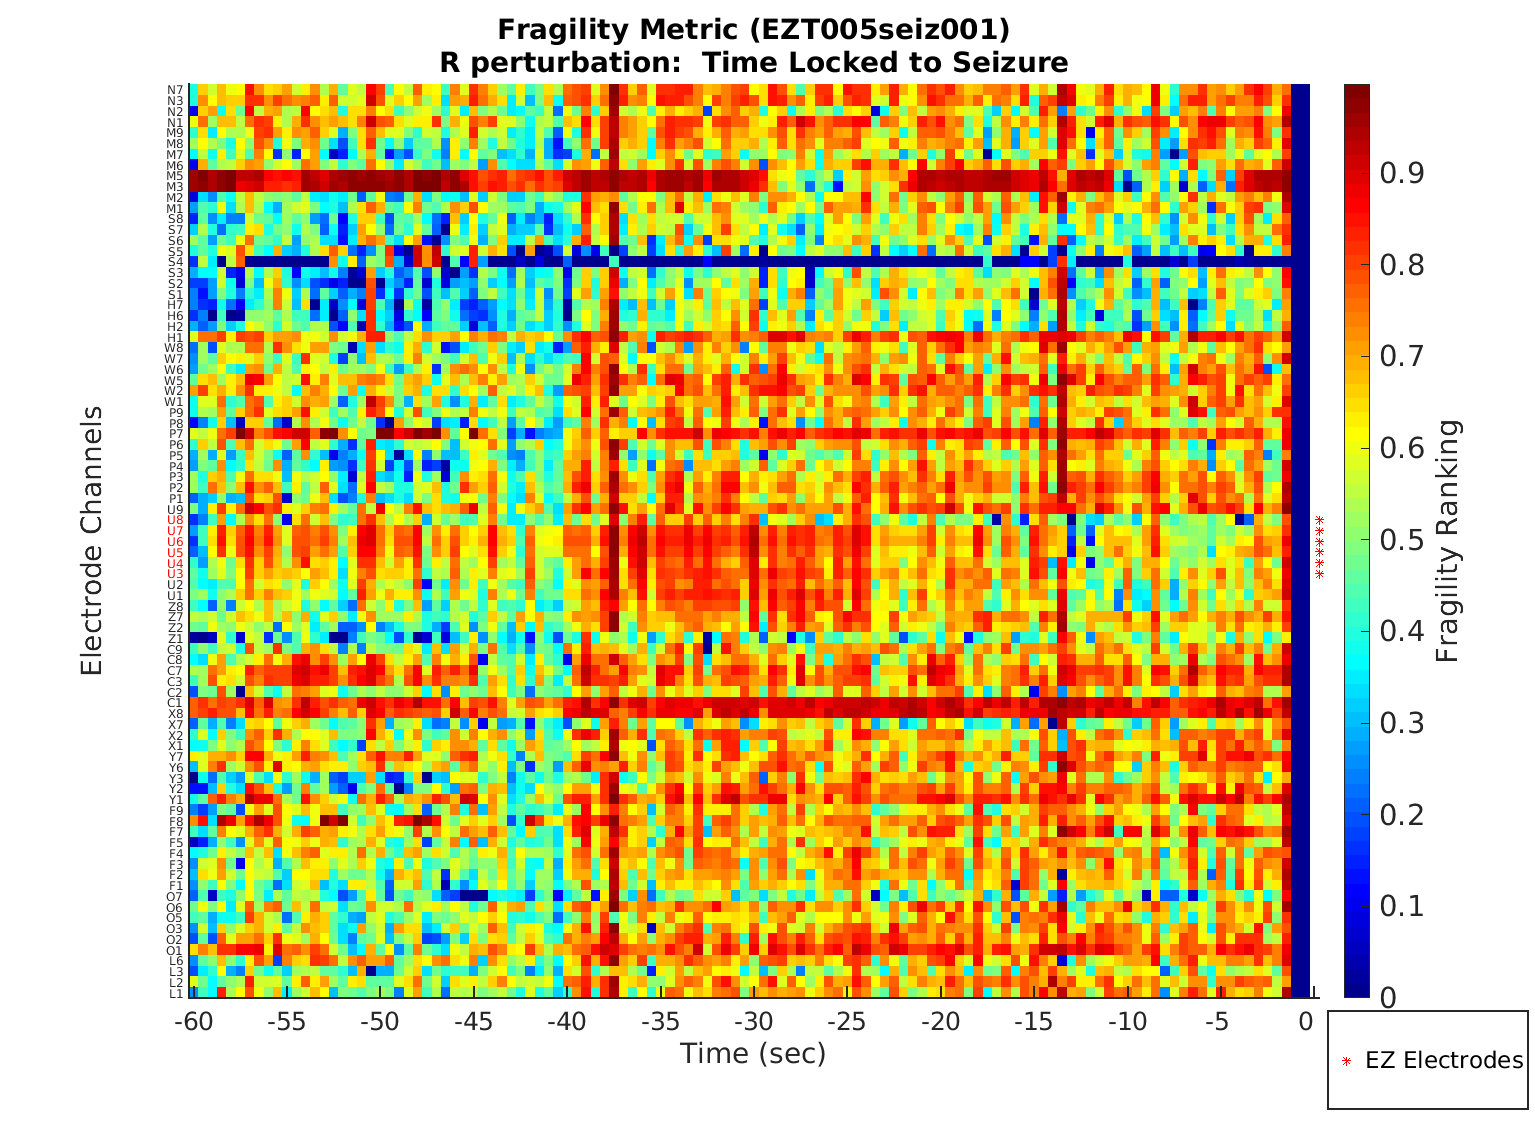 Fragility Metric (EZT005seiz001)
R perturbation:  Time Locked to Seizure
Electrode Channels
N7
N3
N2
N1
M9
M8
M7
M6
M5
M3
M2
M1
S8
S7
S6
S5
S4
S3
S2
S1
H7
H6
H2
H1
W8
W7
W6
W5
W2
W1
P9
P8
P7
P6
P5
P4
P3
P2
P1
U9
U8
U7
U6
U5
U4
U3
U2
U1
Z8
Z7
Z2
Z1
C9
C8
C7
C3
C2
C1
X8
X7
X2
X1
Y7
Y6
Y3
Y2
Y1
F9
F8
F7
F5
F4
F3
F2
F1
O7
O6
O5
O3
O2
O1
L6
L3
L2
L1
-60 -55 -50 -45 -40 -35 -30 -25 -20 -15 -10 -5 0
Time (sec)
0.9
0.8
0.7
0.6
0.5
0.4
0.3
0.2
0.1
0
Fragility Ranking
EZ Electrodes